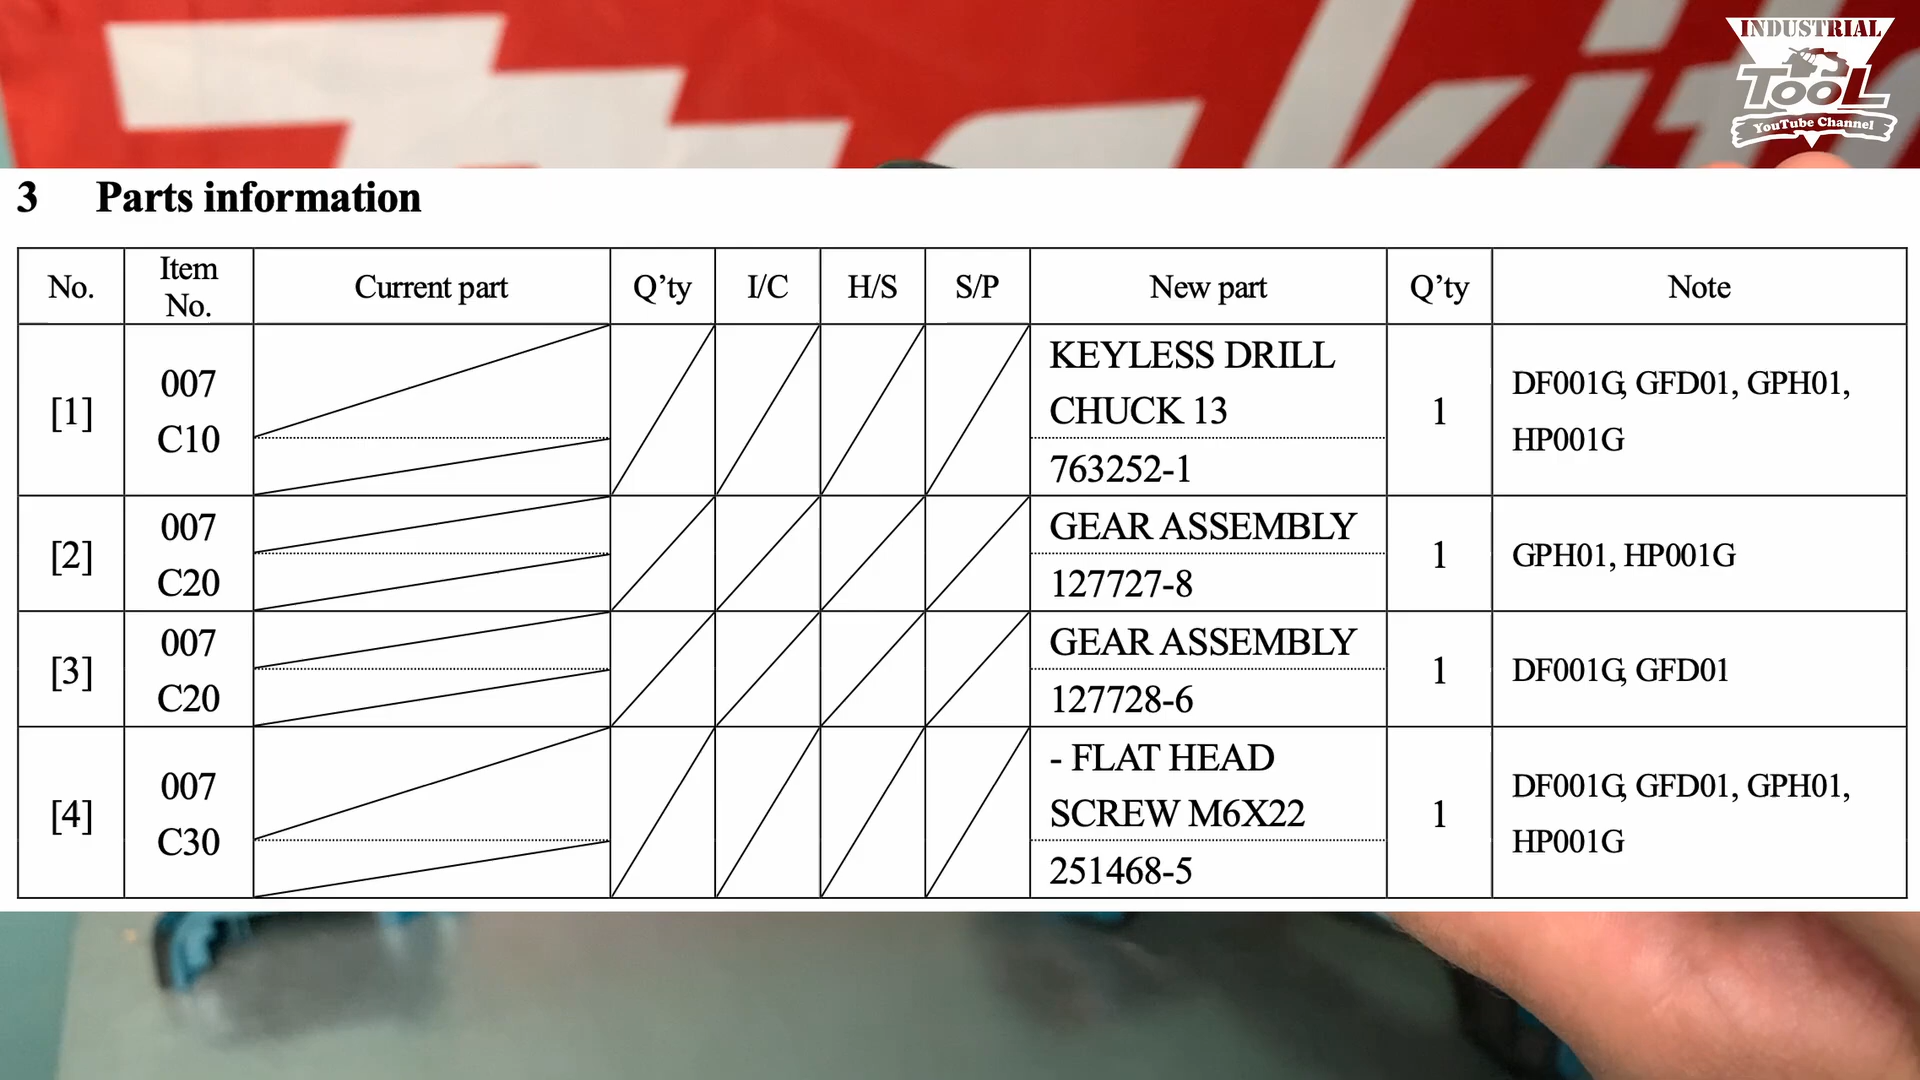 INDUSTRIAL
TOOL
YouTube Channel
3 Parts information
No. Item No. Current part Q'ty I/C H/S S/P New part Q'ty Note
[1] 007 C10 KEYLESS DRILL CHUCK 13 763252-1 1 DF001G, GFD01, GPH01, HP001G
[2] 007 C20 GEAR ASSEMBLY 127727-8 1 GPH01, HP001G
[3] 007 C20 GEAR ASSEMBLY 127728-6 1 DF001G, GFD01
[4] 007 C30 - FLAT HEAD SCREW M6X22 251468-5 1 DF001G, GFD01, GPH01, HP001G